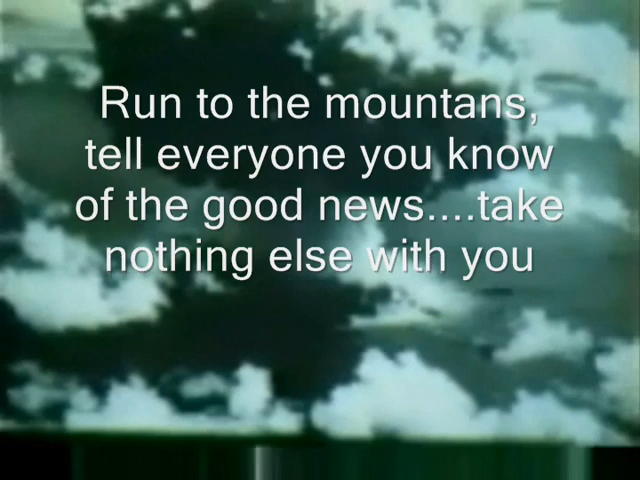 Run to the mountans,
tell everyone you know
of the good news....take
nothing else with you